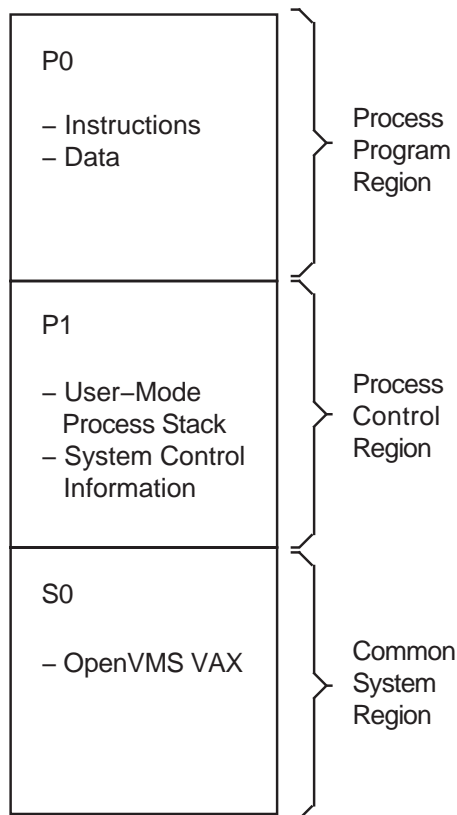 P0
– Instructions
– Data
Process
Program
Region
P1
– User–Mode
Process Stack
– System Control
Information
Process
Control
Region
S0
– OpenVMS VAX
Common
System
Region